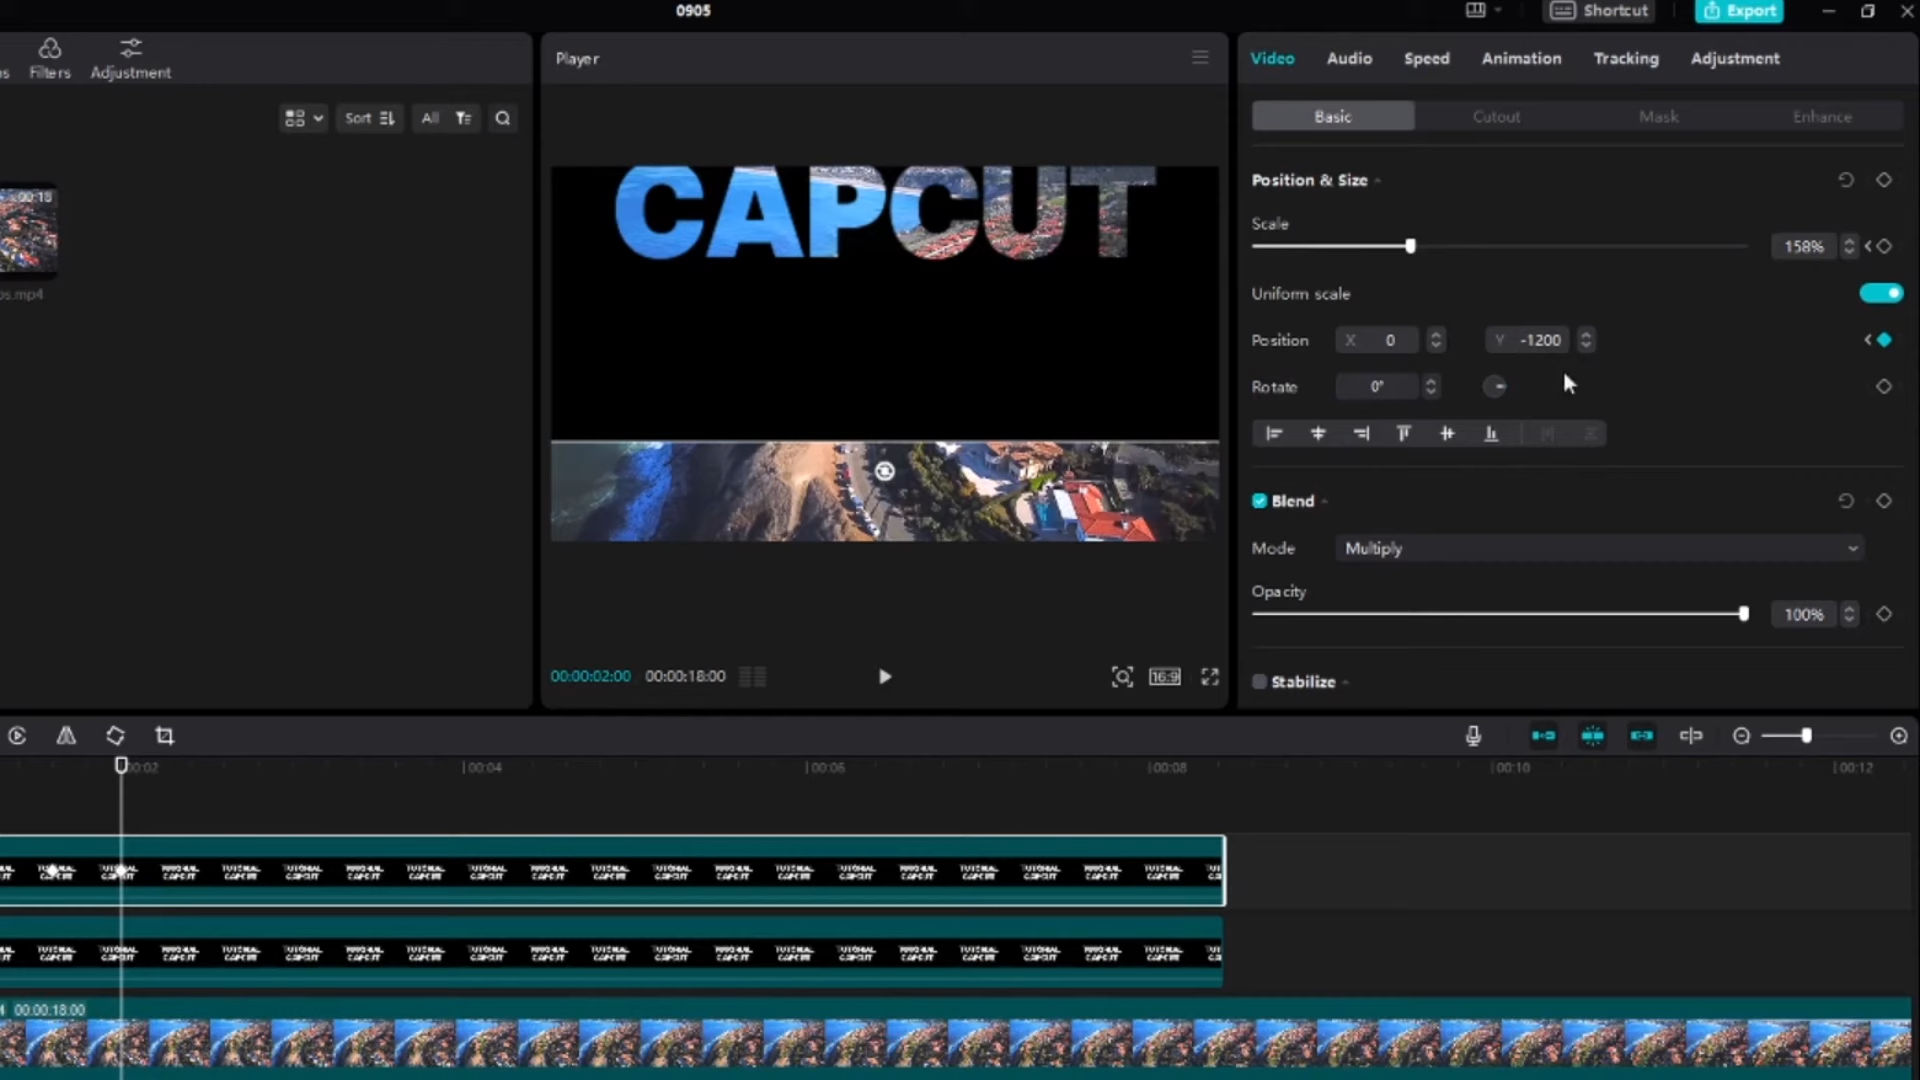 0905
Shortcut
Export
Filters
Adjustment
Sort
All
00:18
os.mp4
Player
CAPCUT
00:00:02:00
00:00:18:00
16:9
Video
Audio
Speed
Animation
Tracking
Adjustment
Basic
Cutout
Mask
Enhance
Position & Size
Scale
158%
Uniform scale
Position
X 0
Y -1200
Rotate
0°
Blend
Mode
Multiply
Opacity
100%
Stabilize
00:02
00:04
00:06
00:08
00:10
00:12
00:00:18:00